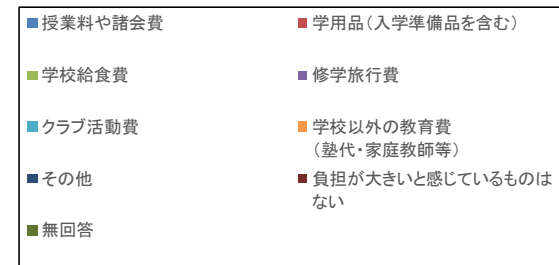 授業料や諸会費
学用品(入学準備品を含む)
学校給食費
修学旅行費
クラブ活動費
学校以外の教育費
(塾代・家庭教師等)
その他
負担が大きいと感じているものは
ない
無回答